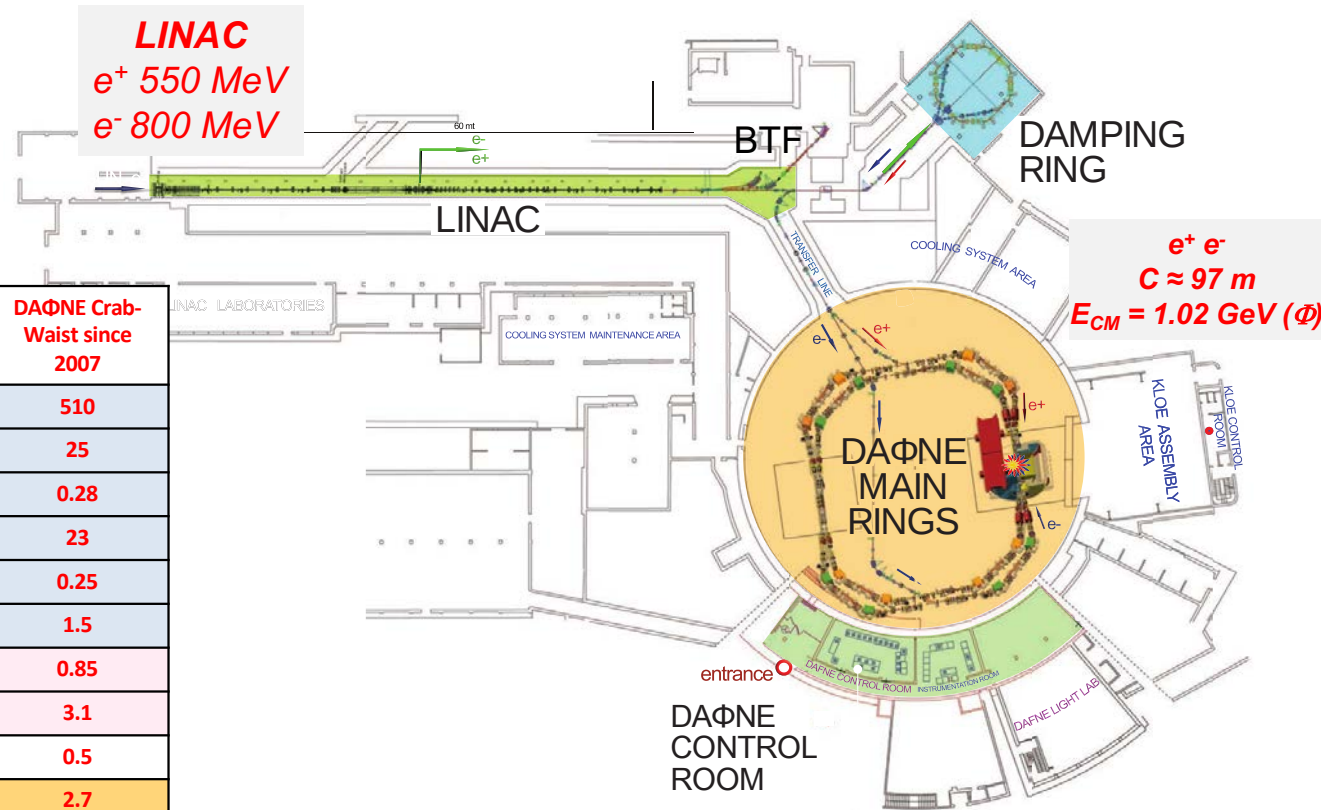 LINAC
e+ 550 MeV
e- 800 MeV
60 mt
e-
e+
BTF
DAMPING
RING
LINAC
TRANSFER LINE
COOLING SYSTEM AREA
e+ e-
C ≈ 97 m
E_CM = 1.02 GeV (Φ)
DAΦNE Crab-
Waist since
2007
510
25
0.28
23
0.25
1.5
0.85
3.1
0.5
2.7
LINAC LABORATORIES
COOLING SYSTEM MAINTENANCE AREA
e-
e+
e+
DAΦNE
MAIN
RINGS
e-
KLOE ASSEMBLY
AREA
KLOE CONTROL
ROOM
entrance
DAFNE CONTROL ROOM
INSTRUMENTATION ROOM
DAFNE LIGHT LAB
DAΦNE
CONTROL
ROOM